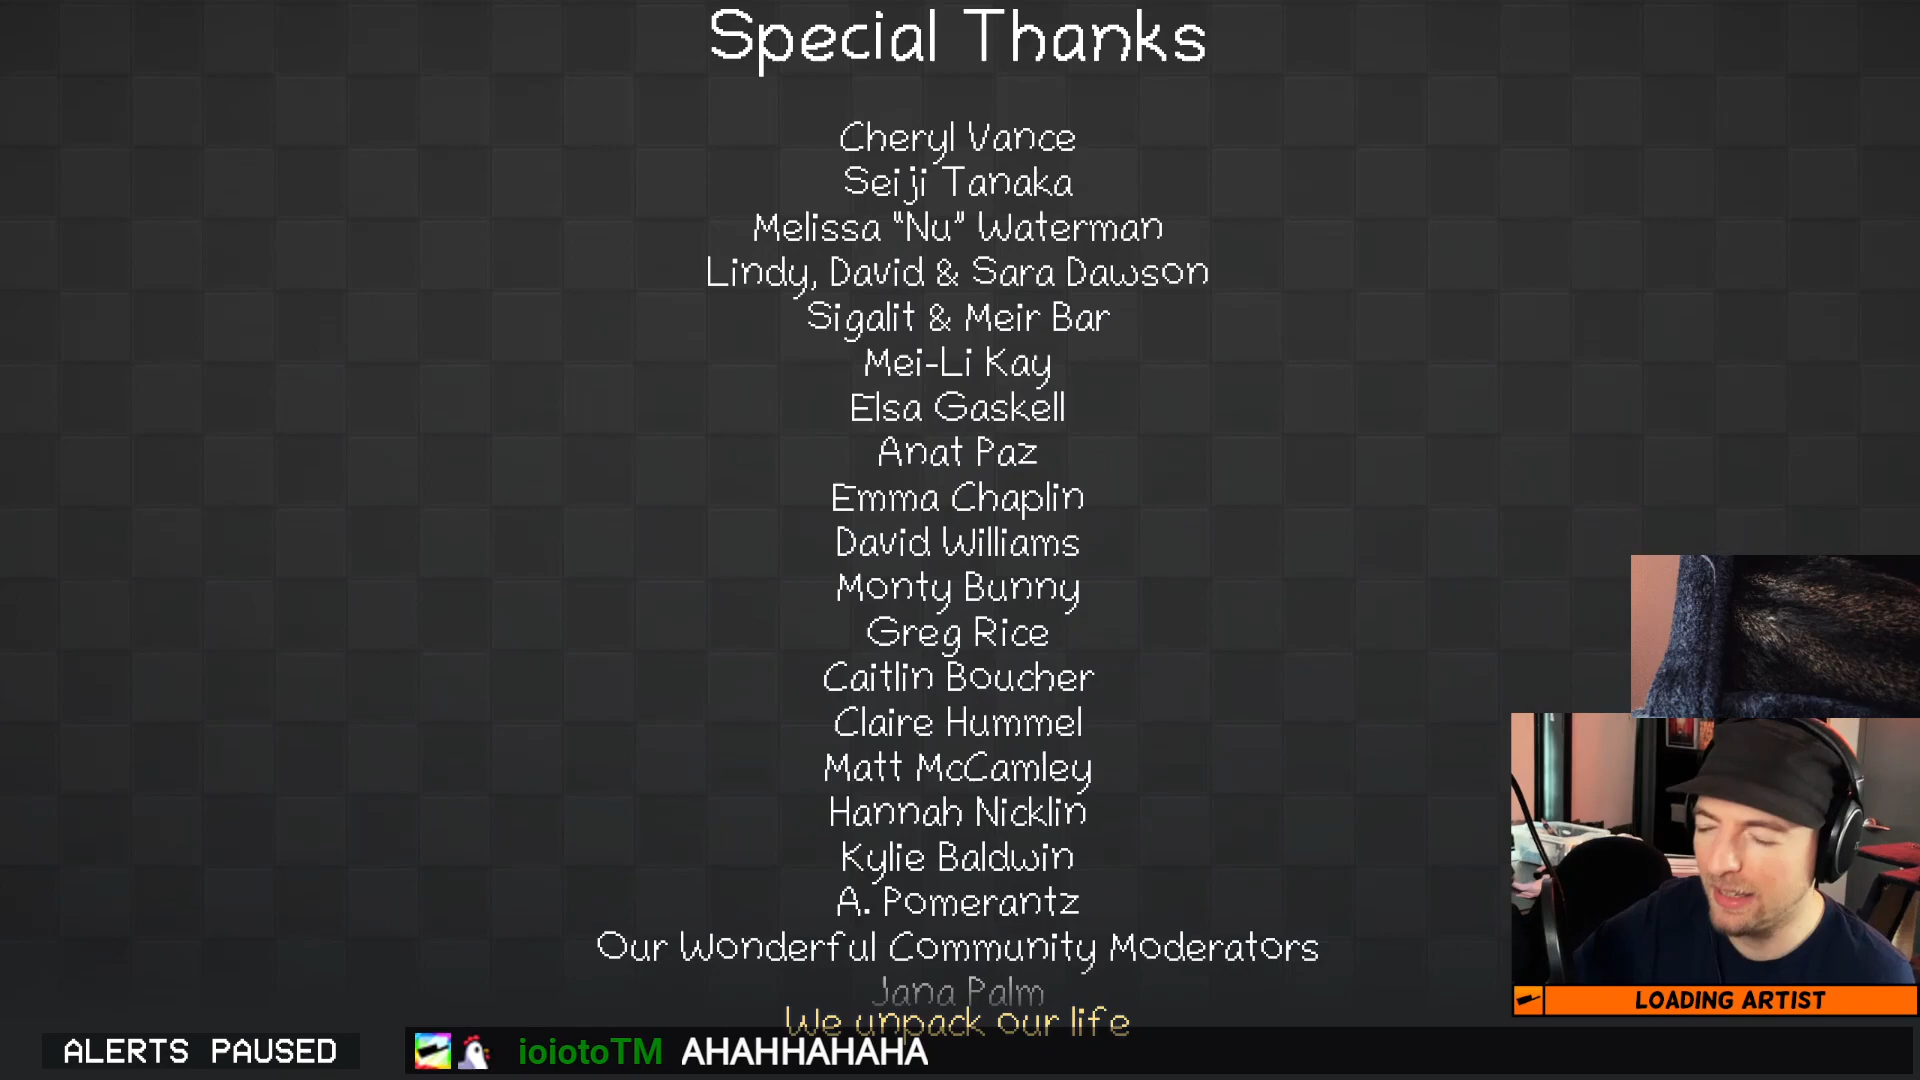 Special Thanks
Cheryl Vance
Seiji Tanaka
Melissa "Nu" Waterman
Lindy, David & Sara Dawson
Sigalit & Meir Bar
Mei-Li Kay
Elsa Gaskell
Anat Paz
Emma Chaplin
David Williams
Monty Bunny
Greg Rice
Caitlin Boucher
Claire Hummel
Matt McCamley
Hannah Nicklin
Kylie Baldwin
A. Pomerantz
Our Wonderful Community Moderators
Jana Palm
We unpack our life
LOADING ARTIST
ALERTS PAUSED
ioiotoTM AHAHHAHAHA